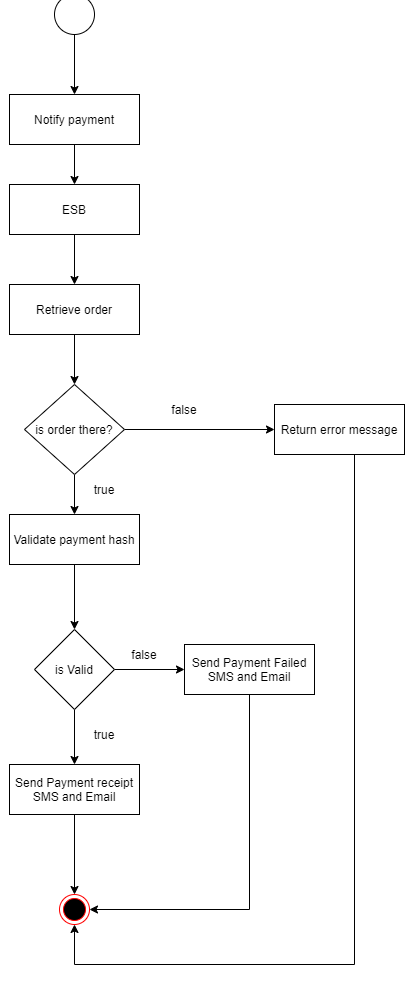 Notify payment
ESB
Retrieve order
is order there?
false
Return error message
true
Validate payment hash
is Valid
false
Send Payment Failed
SMS and Email
true
Send Payment receipt
SMS and Email